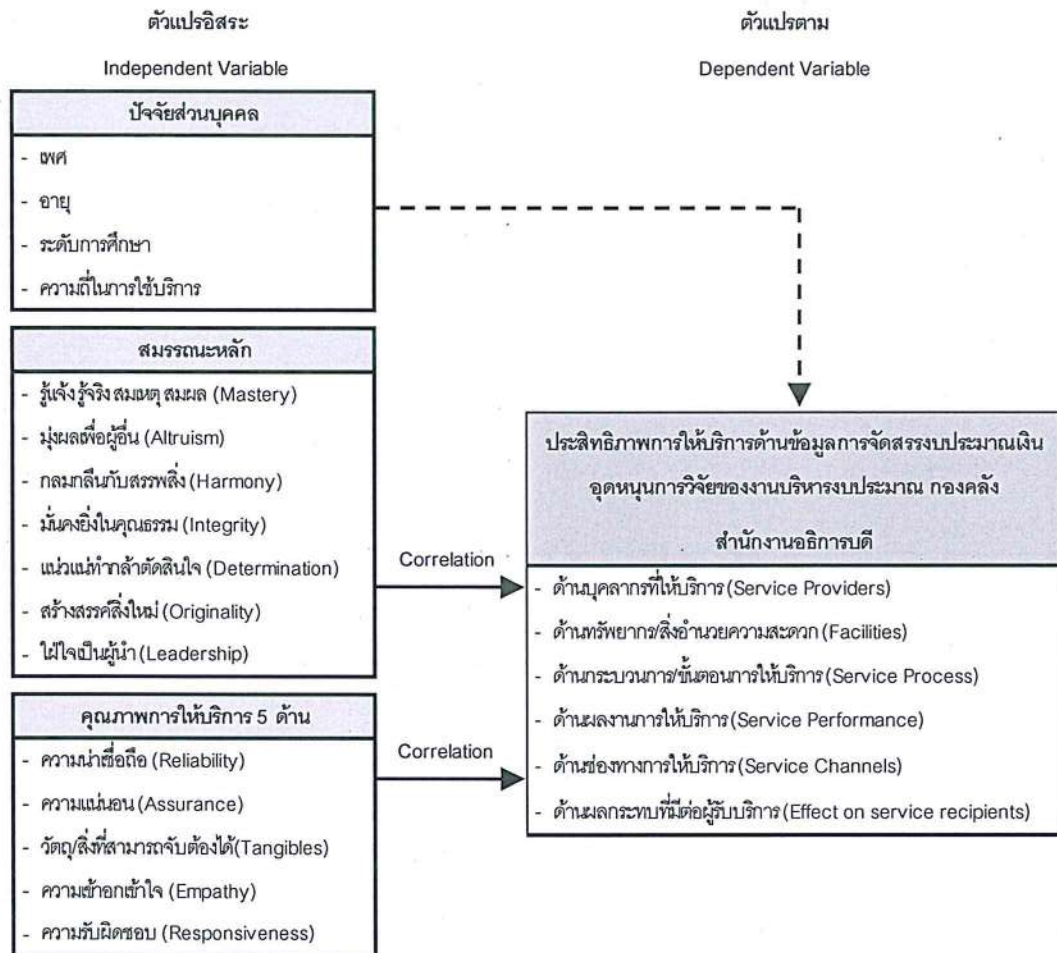 ตัวแปรอิสระ
Independent Variable
ตัวแปรตาม
Dependent Variable
ปัจจัยส่วนบุคคล
- เพศ
- อายุ
- ระดับการศึกษา
- ความถี่ในการใช้บริการ
สมรรถนะหลัก
- รู้แจ้ง รู้จริง สมเหตุ สมผล (Mastery)
- มุ่งผลเพื่อผู้อื่น (Altruism)
- กลมกลืนกับสรรพสิ่ง (Harmony)
- มั่นคงยิ่งในคุณธรรม (Integrity)
- แน่วแน่ทำกล้าตัดสินใจ (Determination)
- สร้างสรรค์สิ่งใหม่ (Originality)
- ใฝ่ใจเป็นผู้นำ (Leadership)
Correlation
คุณภาพการให้บริการ 5 ด้าน
- ความน่าเชื่อถือ (Reliability)
- ความแน่นอน (Assurance)
- วัตถุ/สิ่งที่สามารถจับต้องได้(Tangibles)
- ความเข้าอกเข้าใจ (Empathy)
- ความรับผิดชอบ (Responsiveness)
Correlation
ประสิทธิภาพการให้บริการด้านข้อมูลการจัดสรรงบประมาณเงิน
อุดหนุนการวิจัยของงานบริหารงบประมาณ กองคลัง
สำนักงานอธิการบดี
- ด้านบุคลากรที่ให้บริการ (Service Providers)
- ด้านทรัพยากร/สิ่งอำนวยความสะดวก (Facilities)
- ด้านกระบวนการ/ขั้นตอนการให้บริการ (Service Process)
- ด้านผลงานการให้บริการ (Service Performance)
- ด้านช่องทางการให้บริการ (Service Channels)
- ด้านผลกระทบที่มีต่อผู้รับบริการ (Effect on service recipients)